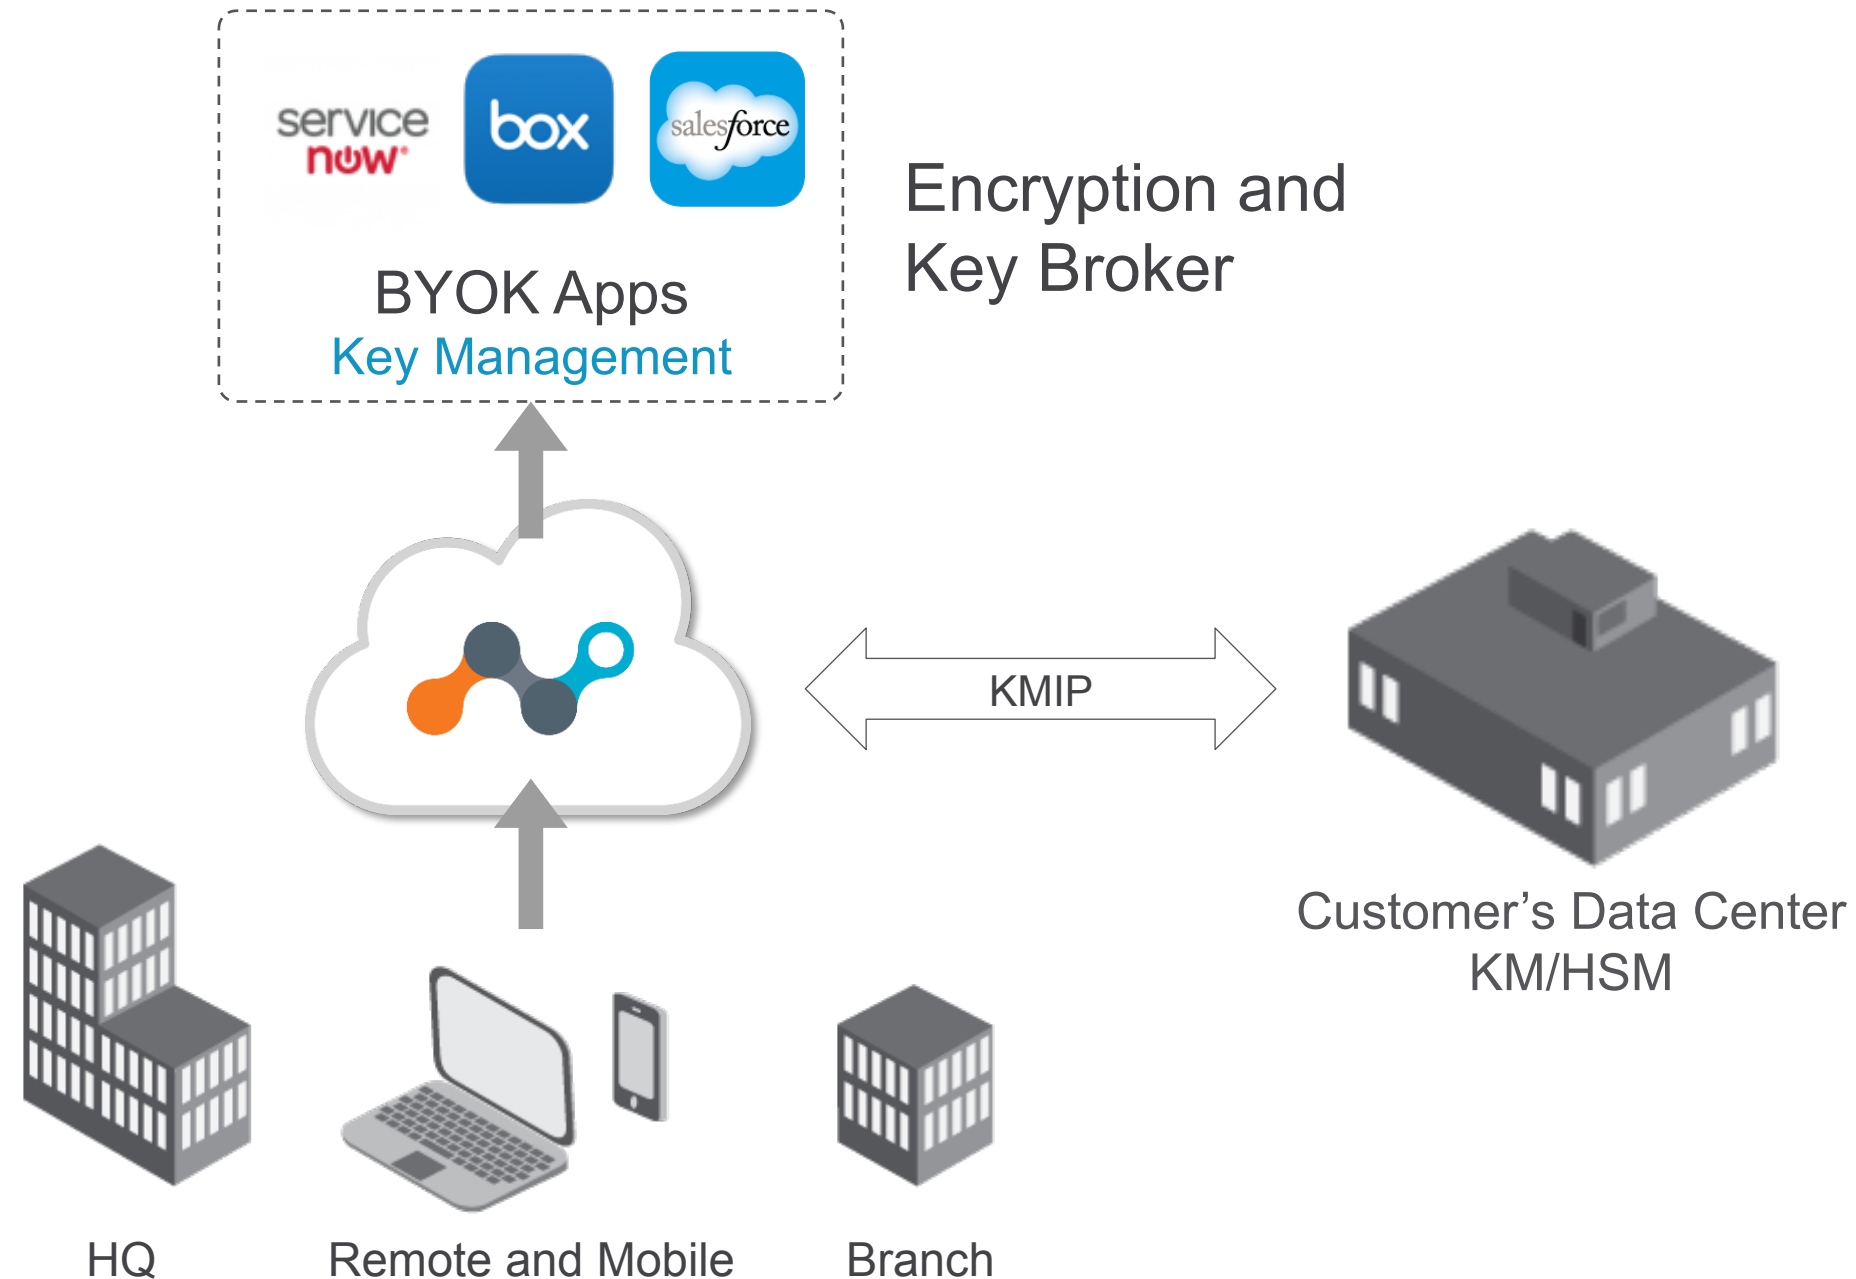 service
now
box
salesforce
Encryption and
Key Broker
BYOK Apps
Key Management
KMIP
Customer’s Data Center
KM/HSM
HQ
Remote and Mobile
Branch